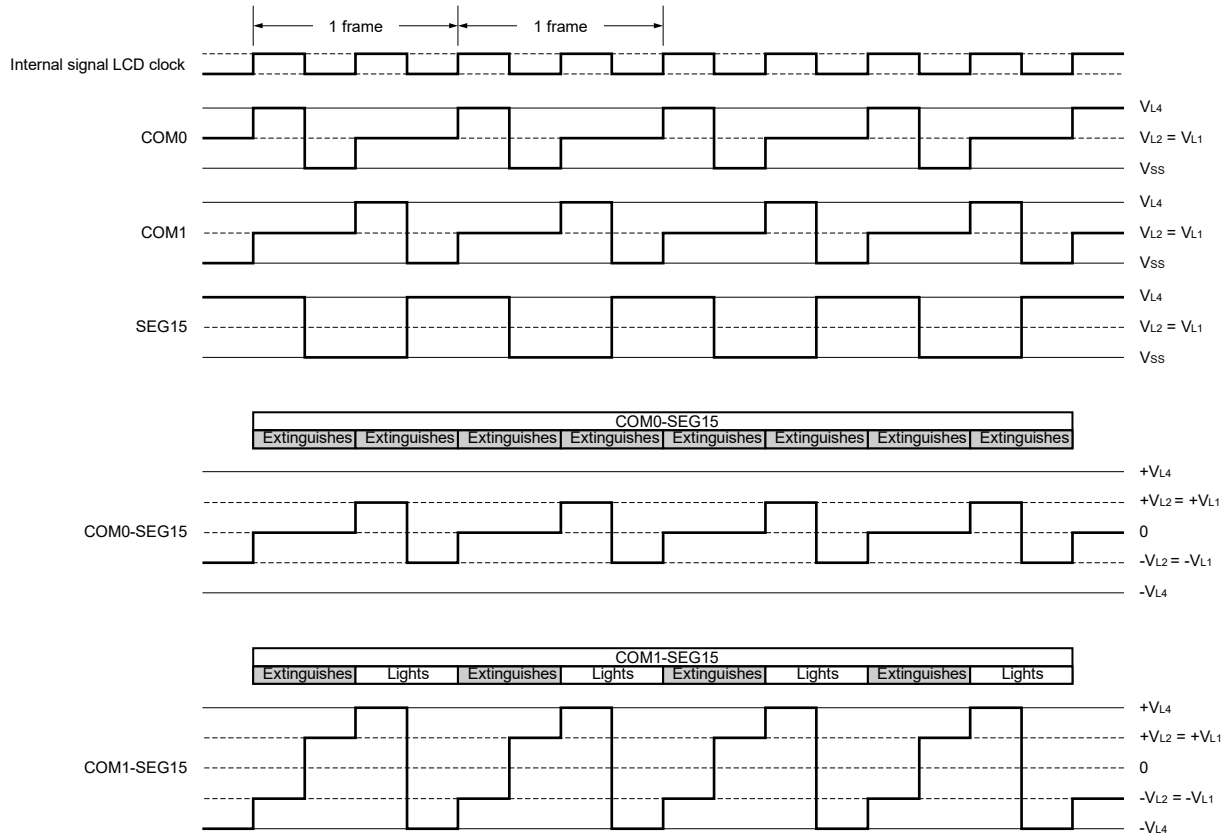 1 frame
1 frame
Internal signal LCD clock
COM0
VL4
VL2 = VL1
VSS
COM1
VL4
VL2 = VL1
VSS
SEG15
VL4
VL2 = VL1
VSS
COM0-SEG15
Extinguishes Extinguishes Extinguishes Extinguishes Extinguishes Extinguishes Extinguishes Extinguishes
COM0-SEG15
+VL4
+VL2 = +VL1
0
-VL2 = -VL1
-VL4
COM1-SEG15
Extinguishes Lights Extinguishes Lights Extinguishes Lights Extinguishes Lights
COM1-SEG15
+VL4
+VL2 = +VL1
0
-VL2 = -VL1
-VL4